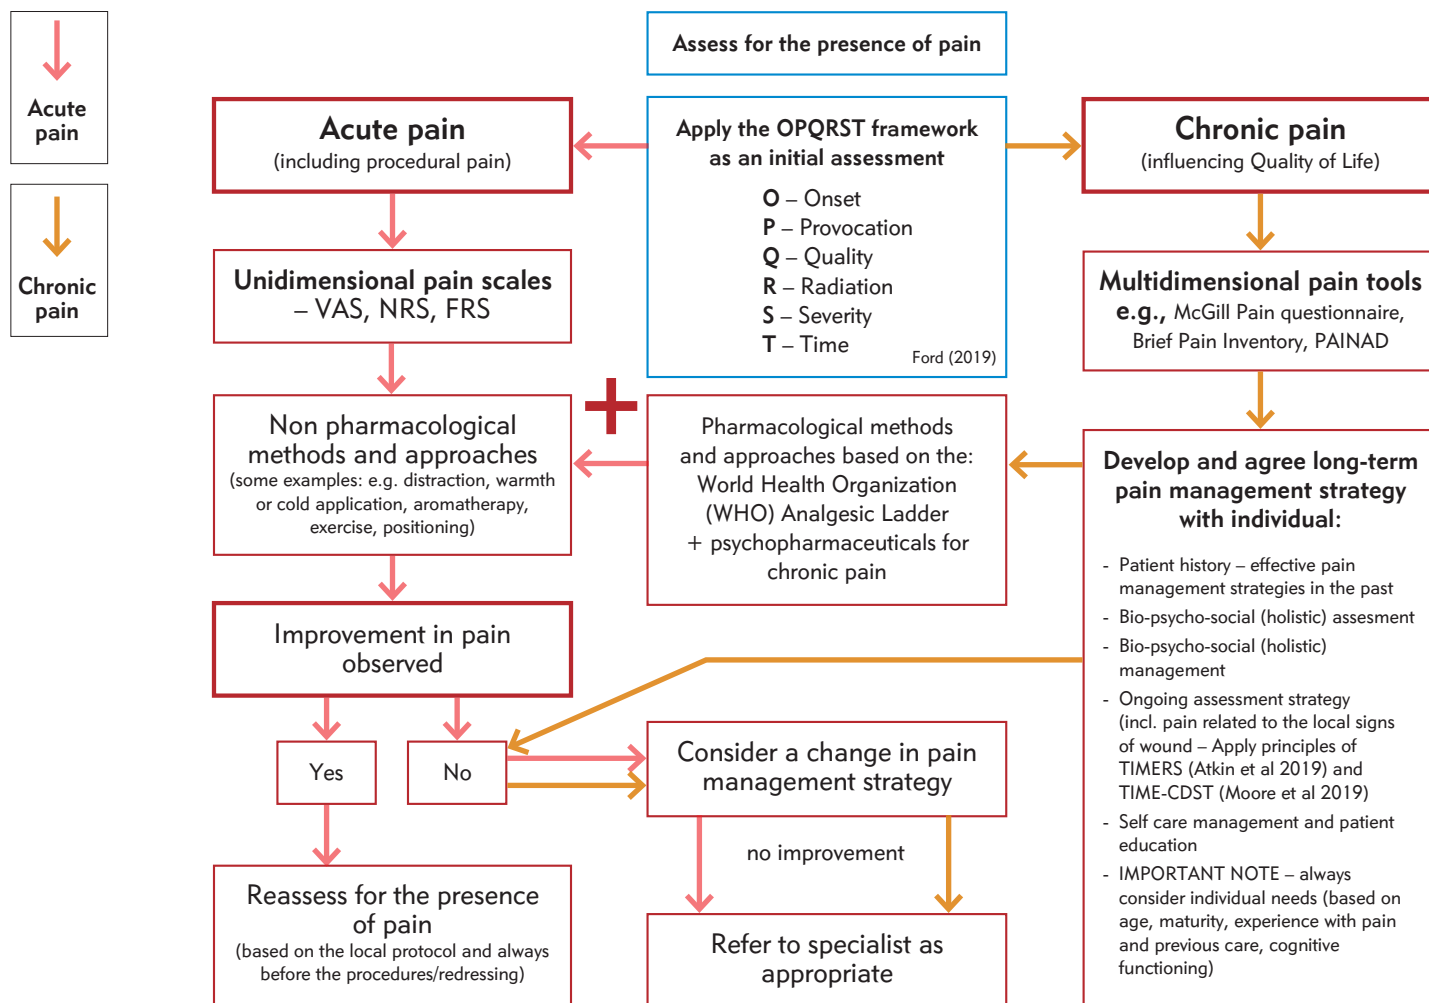 Acute
pain
Chronic
pain
Assess for the presence of pain
Acute pain
(including procedural pain)
Apply the OPQRST framework
as an initial assessment
O – Onset
P – Provocation
Q – Quality
R – Radiation
S – Severity
T – Time
Ford (2019)
Chronic pain
(influencing Quality of Life)
Unidimensional pain scales
– VAS, NRS, FRS
Multidimensional pain tools
e.g., McGill Pain questionnaire,
Brief Pain Inventory, PAINAD
Non pharmacological
methods and approaches
(some examples: e.g. distraction, warmth
or cold application, aromatherapy,
exercise, positioning)
+
Pharmacological methods
and approaches based on the:
World Health Organization
(WHO) Analgesic Ladder
+ psychopharmaceuticals for
chronic pain
Develop and agree long-term
pain management strategy
with individual:
- Patient history – effective pain
management strategies in the past
- Bio-psycho-social (holistic) assesment
- Bio-psycho-social (holistic)
management
- Ongoing assessment strategy
(incl. pain related to the local signs
of wound – Apply principles of
TIMERS (Atkin et al 2019) and
TIME-CDST (Moore et al 2019)
- Self care management and patient
education
- IMPORTANT NOTE – always
consider individual needs (based on
age, maturity, experience with pain
and previous care, cognitive
functioning)
Improvement in pain
observed
Yes
No
Consider a change in pain
management strategy
no improvement
Reassess for the presence
of pain
(based on the local protocol and always
before the procedures/redressing)
Refer to specialist as
appropriate